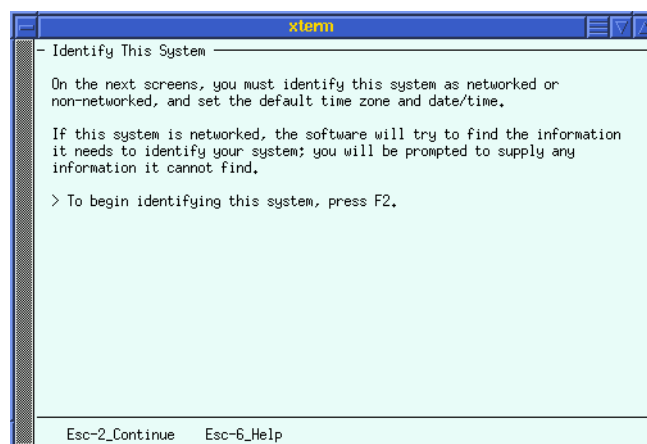 xterm
Identify This System
On the next screens, you must identify this system as networked or
non-networked, and set the default time zone and date/time.
If this system is networked, the software will try to find the information
it needs to identify your system; you will be prompted to supply any
information it cannot find.
> To begin identifying this system, press F2.
Esc-2_Continue Esc-6_Help